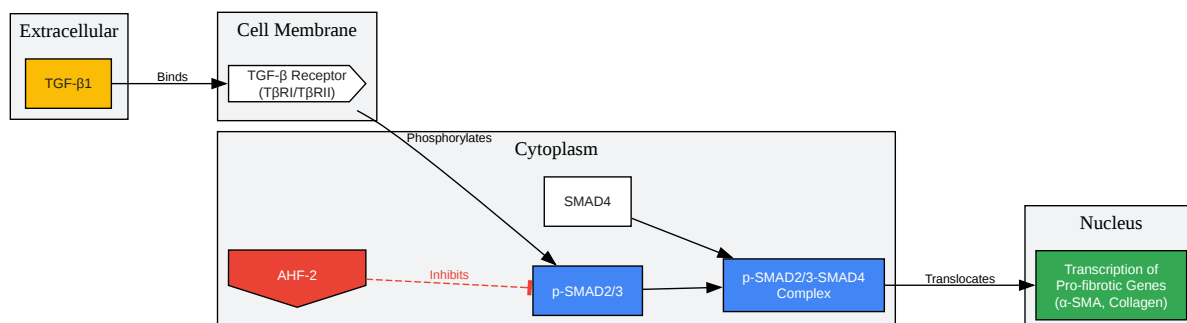 Extracellular
TGF-β1
Binds
Cell Membrane
TGF-β Receptor
(TβRI/TβRII)
Phosphorylates
Cytoplasm
SMAD4
AHF-2
Inhibits
p-SMAD2/3
p-SMAD2/3-SMAD4
Complex
Translocates
Nucleus
Transcription of
Pro-fibrotic Genes
(α-SMA, Collagen)